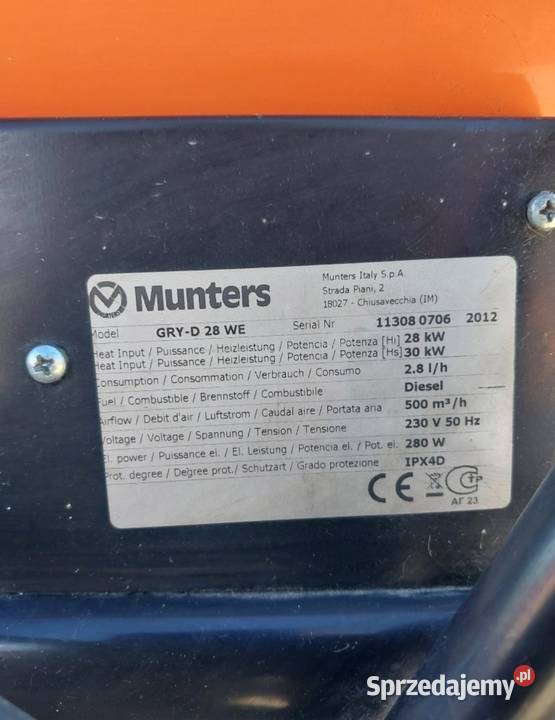 Munters
Munters Italy S.p.A.
Strada Piani, 2
18027 - Chiusavecchia (IM)
Model GRY-D 28 WE Serial Nr 11308 0706 2012
Heat Input / Puissance / Heizleistung / Potencia / Potenza [Hi] 28 kW
Heat Input / Puissance / Heizleistung / Potencia / Potenza [Hs] 30 kW
Consumption / Consommation / Verbrauch / Consumo 2.8 l/h
Fuel / Combustible / Brennstoff / Combustibile Diesel
Airflow / Debit d'air / Luftstrom / Caudal aire / Portata aria 500 m³/h
Voltage / Voltage / Spannung / Tension / Tensione 230 V 50 Hz
El. power / Puissance el. / El. Leistung / Potencia el. / Pot. el. 280 W
Prot. degree / Degree prot./ Schutzart / Grado protezione IPX4D
CE TP
АГ 23
Sprzedajemy.pl